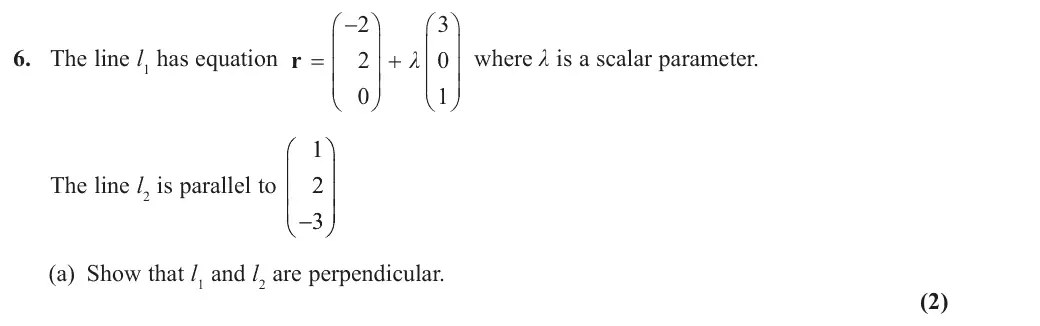 6. The line l₁ has equation r = (−2 2 0) + λ (3 0 1) where λ is a scalar parameter.
The line l₂ is parallel to (1 2 −3)
(a) Show that l₁ and l₂ are perpendicular.
(2)